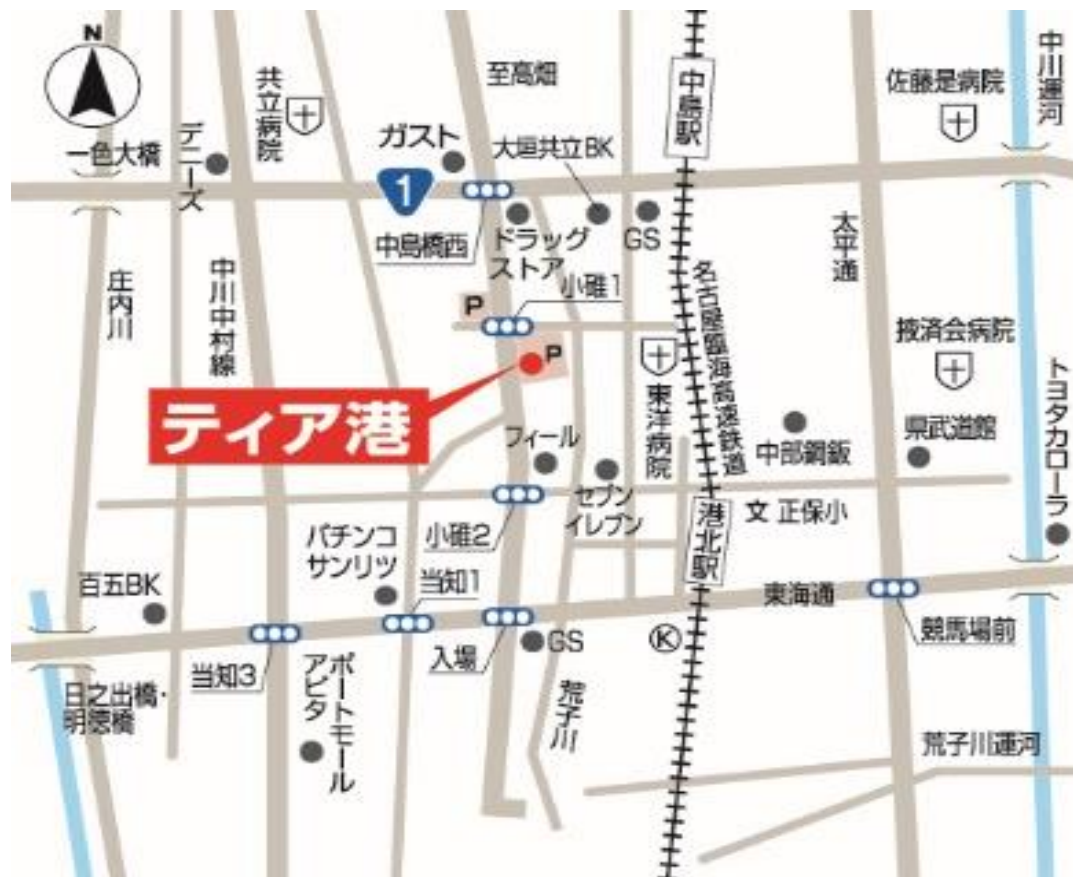 N
至高畑
中島駅
中川運河
佐藤是病院
共立病院
デニーズ
一色大橋
ガスト
大垣共立BK
1
中島橋西
ドラッグ
ストア
GS
太平通
庄内川
中川中村線
P
小碓1
名古屋臨海高速鉄道
掖済会病院
P
ティア港
東洋病院
トヨタカローラ
フィール
中部鋼鈑
県武道館
セブン
イレブン
港北駅
文 正保小
パチンコ
サンリツ
小碓2
当知1
百五BK
東海通
入場
GS
K
競馬場前
当知3
日之出橋・
明徳橋
ポートモール
アピタ
荒子川
荒子川運河